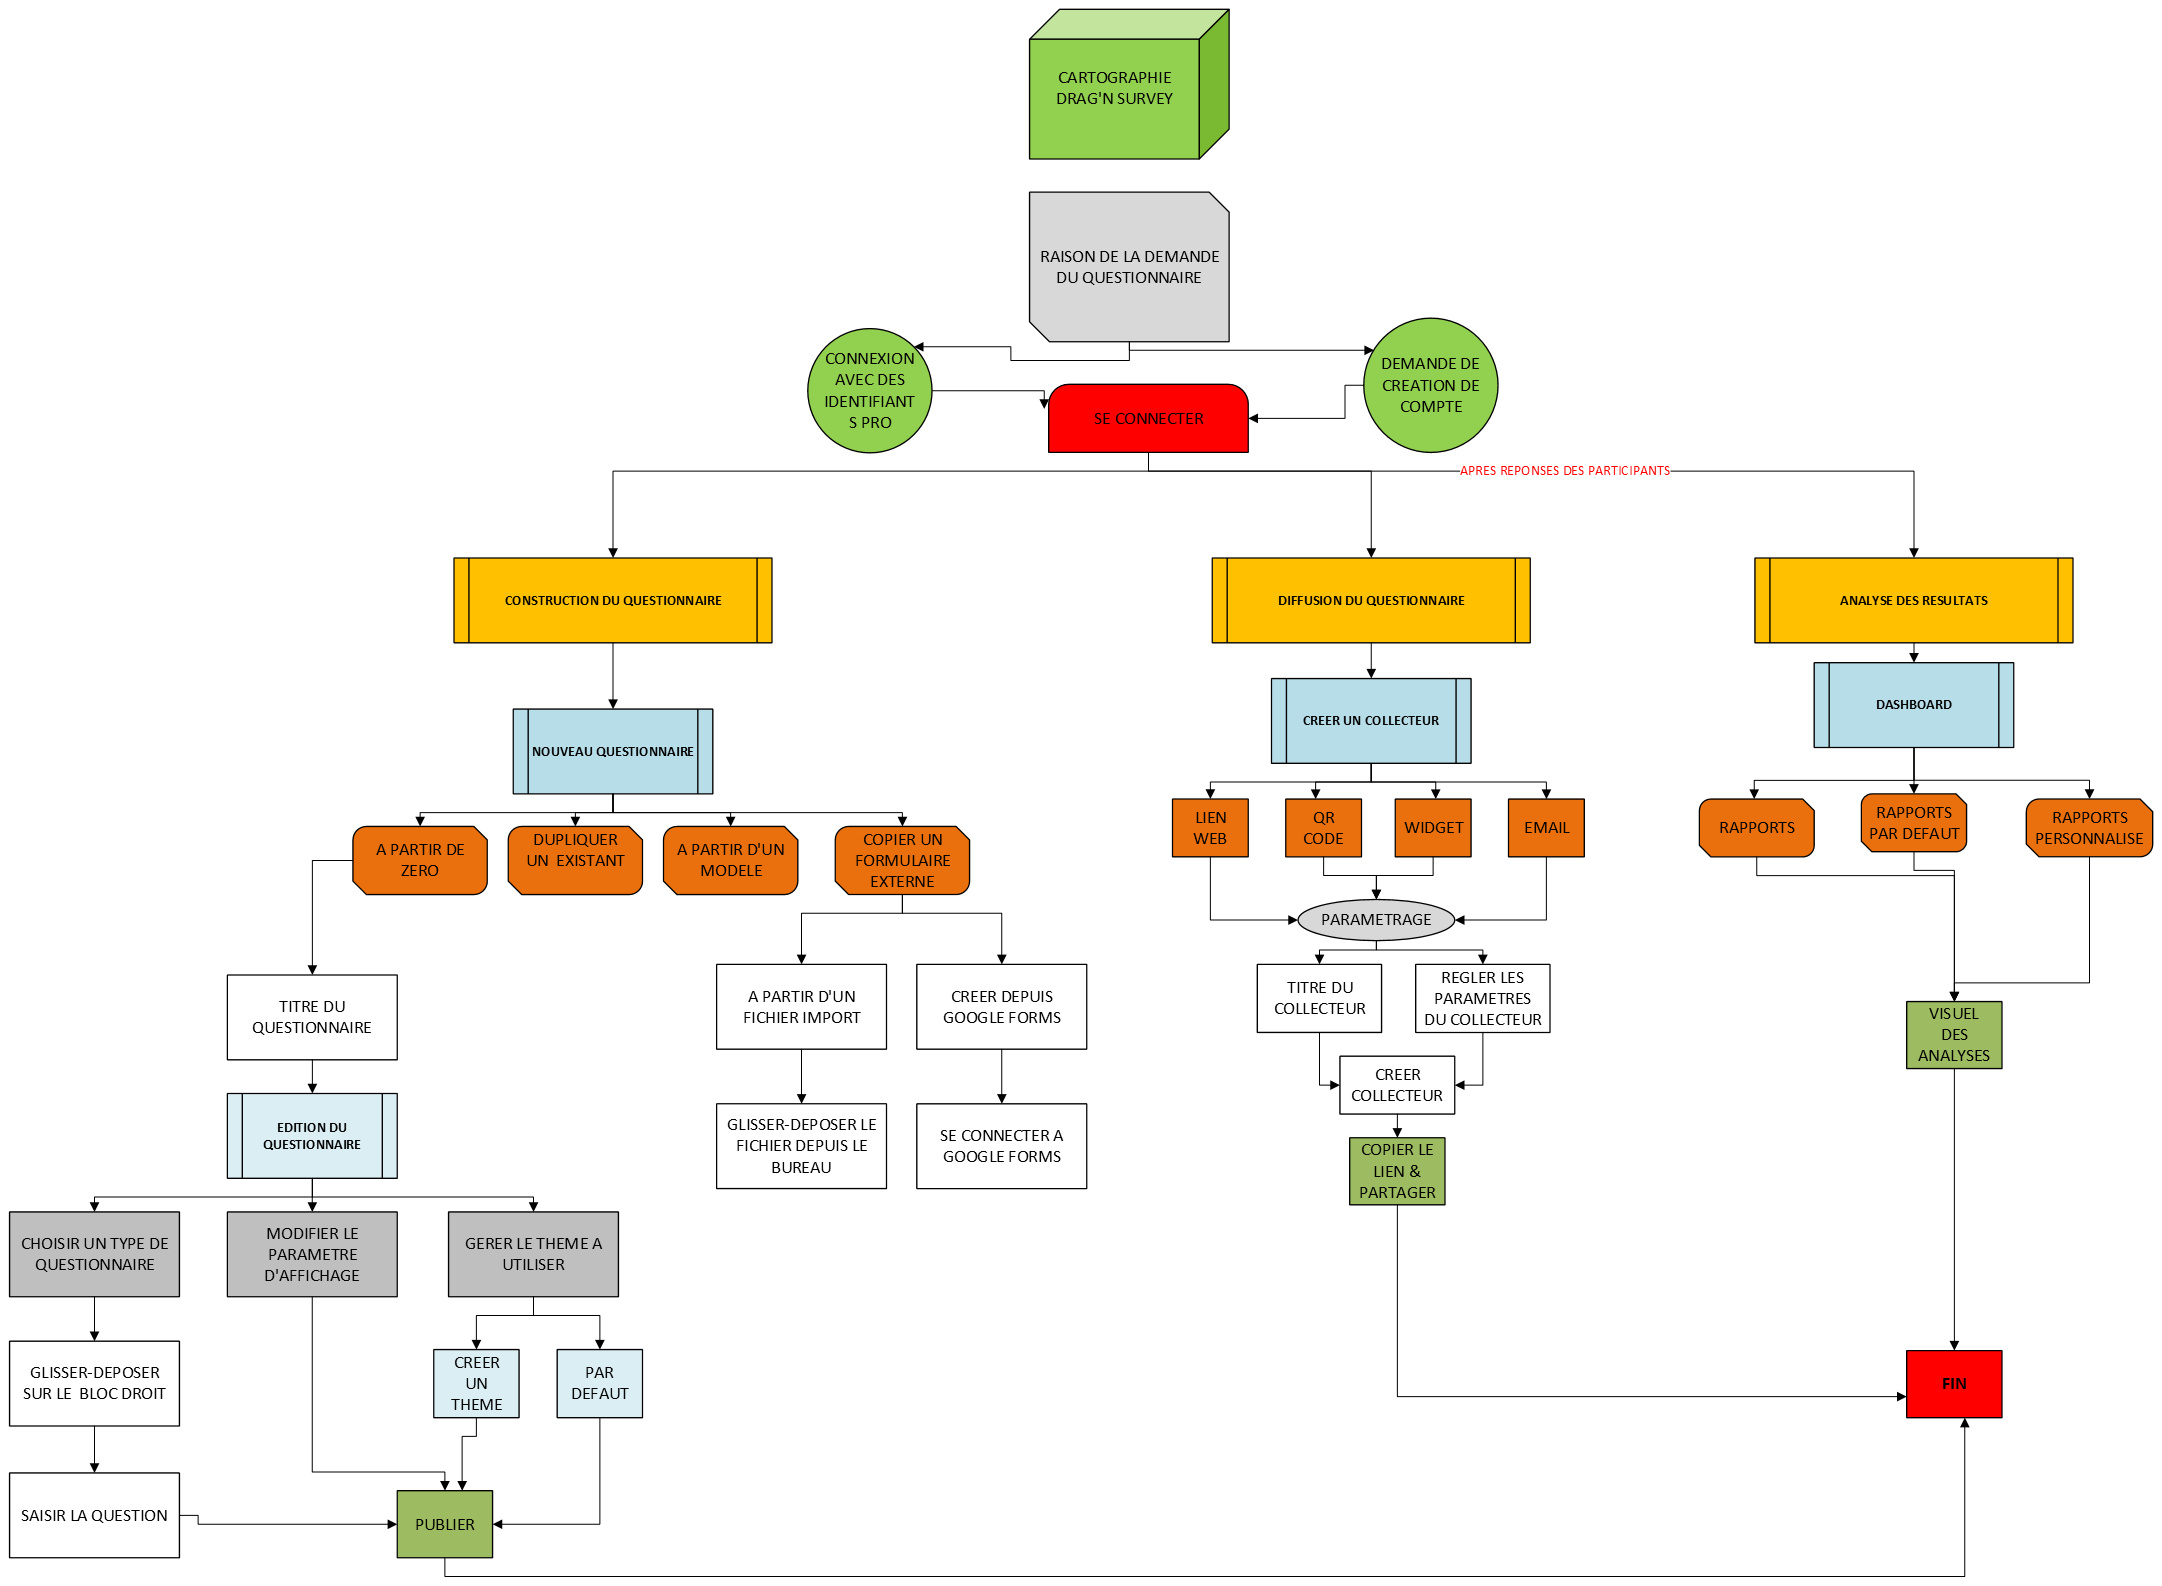 CARTOGRAPHIE
DRAG'N SURVEY
RAISON DE LA DEMANDE
DU QUESTIONNAIRE
CONNEXION
AVEC DES
IDENTIFIANT
S PRO
DEMANDE DE
CREATION DE
COMPTE
SE CONNECTER
APRES REPONSES DES PARTICIPANTS
CONSTRUCTION DU QUESTIONNAIRE
DIFFUSION DU QUESTIONNAIRE
ANALYSE DES RESULTATS
NOUVEAU QUESTIONNAIRE
CREER UN COLLECTEUR
DASHBOARD
A PARTIR DE
ZERO
DUPLIQUER
UN  EXISTANT
A PARTIR D'UN
MODELE
COPIER UN
FORMULAIRE
EXTERNE
LIEN
WEB
QR
CODE
WIDGET
EMAIL
RAPPORTS
RAPPORTS
PAR DEFAUT
RAPPORTS
PERSONNALISE
PARAMETRAGE
TITRE DU
QUESTIONNAIRE
A PARTIR D'UN
FICHIER IMPORT
CREER DEPUIS
GOOGLE FORMS
TITRE DU
COLLECTEUR
REGLER LES
PARAMETRES
DU COLLECTEUR
VISUEL
DES
ANALYSES
EDITION DU
QUESTIONNAIRE
GLISSER-DEPOSER LE
FICHIER DEPUIS LE
BUREAU
SE CONNECTER A
GOOGLE FORMS
CREER
COLLECTEUR
COPIER LE
LIEN &
PARTAGER
CHOISIR UN TYPE DE
QUESTIONNAIRE
MODIFIER LE
PARAMETRE
D'AFFICHAGE
GERER LE THEME A
UTILISER
GLISSER-DEPOSER
SUR LE  BLOC DROIT
CREER
UN
THEME
PAR
DEFAUT
FIN
SAISIR LA QUESTION
PUBLIER